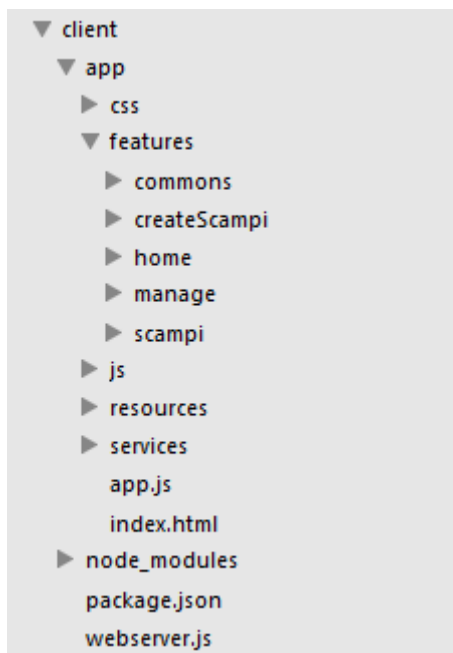 client
app
css
features
commons
createScampi
home
manage
scampi
js
resources
services
app.js
index.html
node_modules
package.json
webserver.js